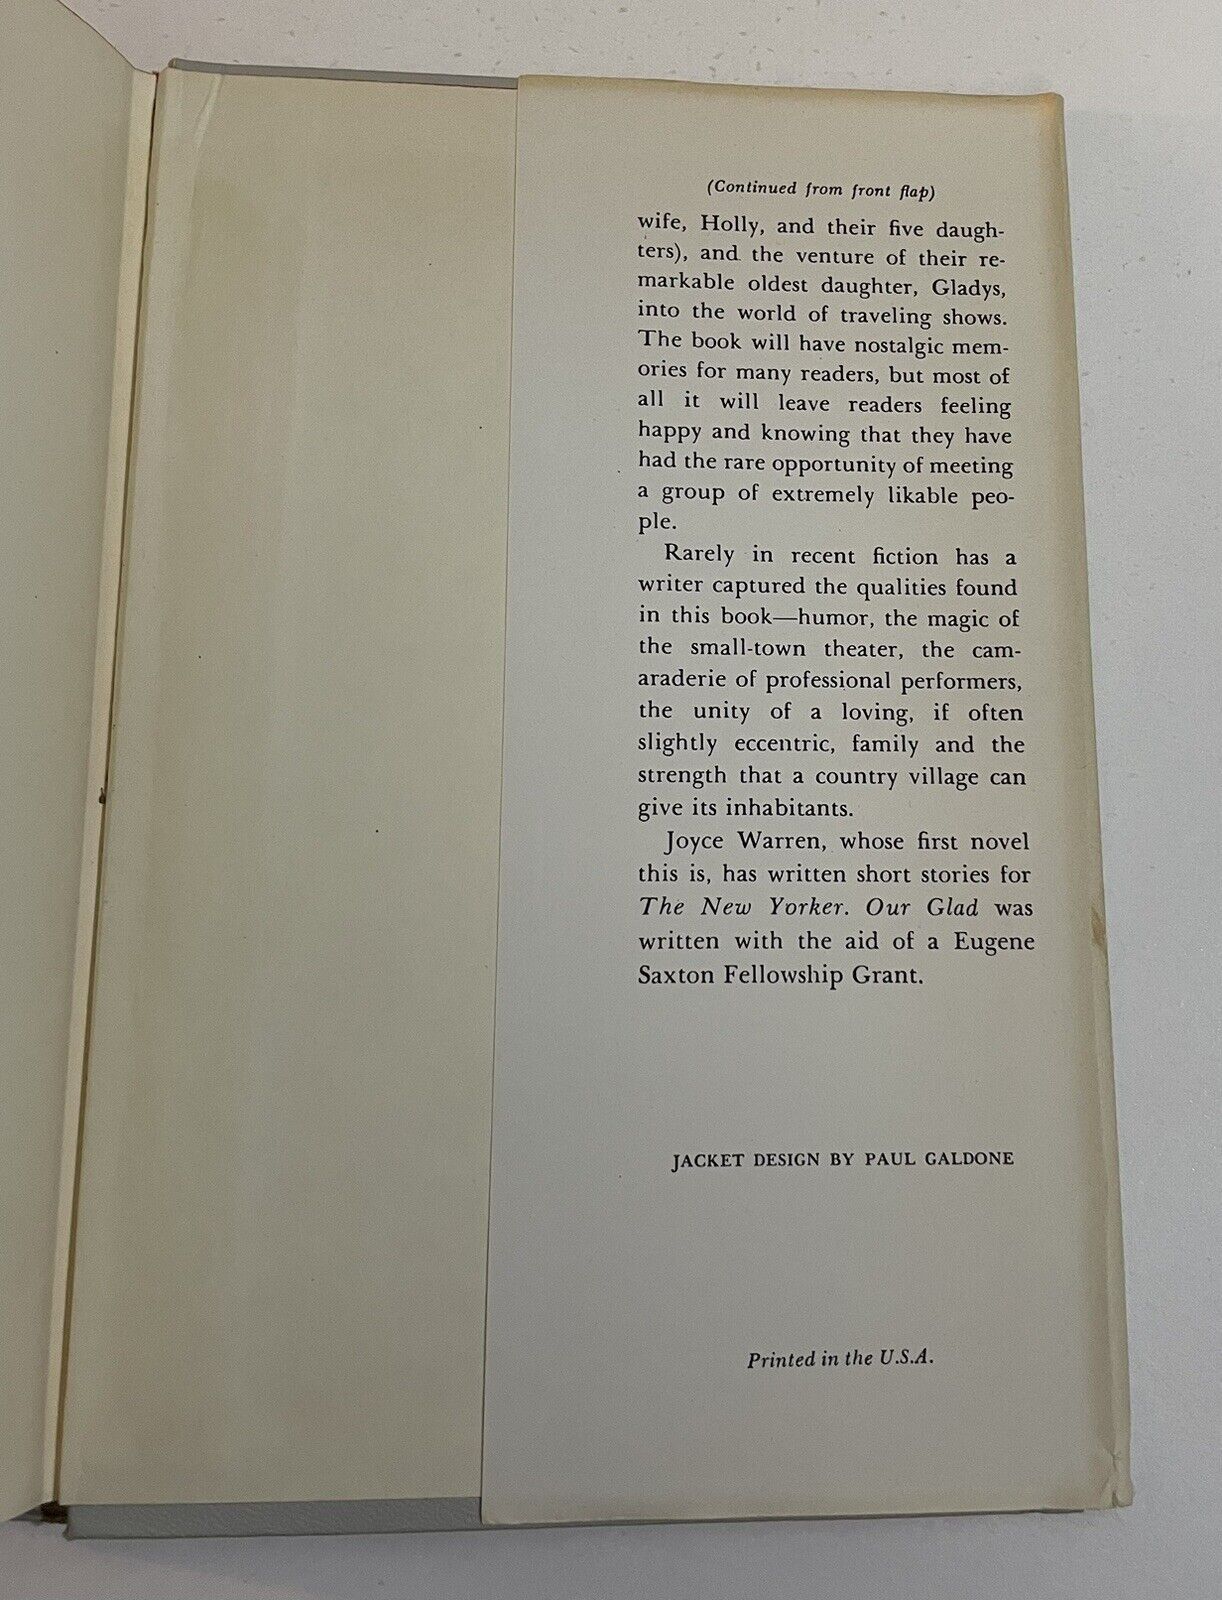 (Continued from front flap)
wife, Holly, and their five daugh-
ters), and the venture of their re-
markable oldest daughter, Gladys,
into the world of traveling shows.
The book will have nostalgic mem-
ories for many readers, but most of
all it will leave readers feeling
happy and knowing that they have
had the rare opportunity of meeting
a group of extremely likable peo-
ple.
Rarely in recent fiction has a
writer captured the qualities found
in this book—humor, the magic of
the small-town theater, the cam-
araderie of professional performers,
the unity of a loving, if often
slightly eccentric, family and the
strength that a country village can
give its inhabitants.
Joyce Warren, whose first novel
this is, has written short stories for
The New Yorker. Our Glad was
written with the aid of a Eugene
Saxton Fellowship Grant.
JACKET DESIGN BY PAUL GALDONE
Printed in the U.S.A.